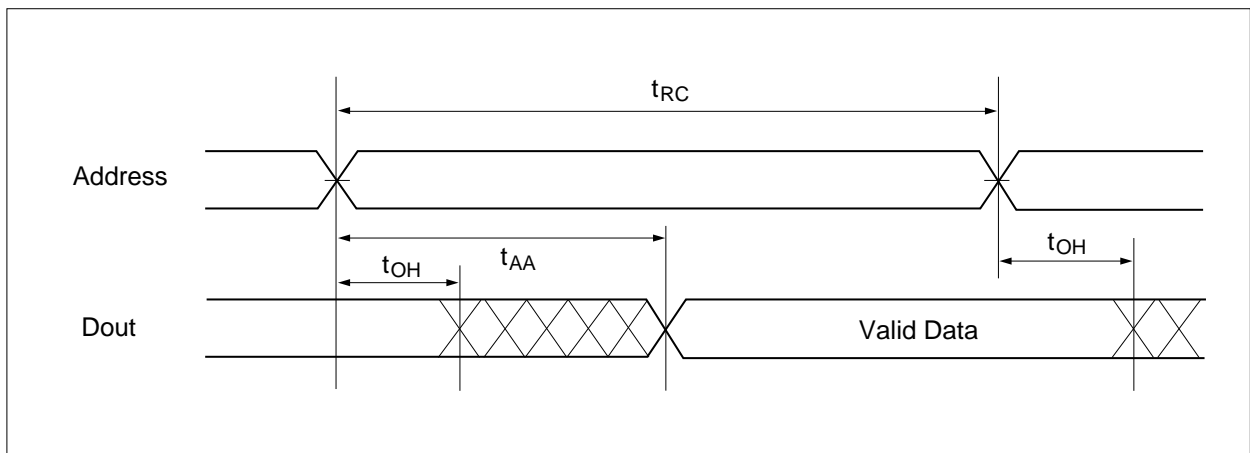 tRC
Address
tAA
tOH
tOH
Dout
Valid Data